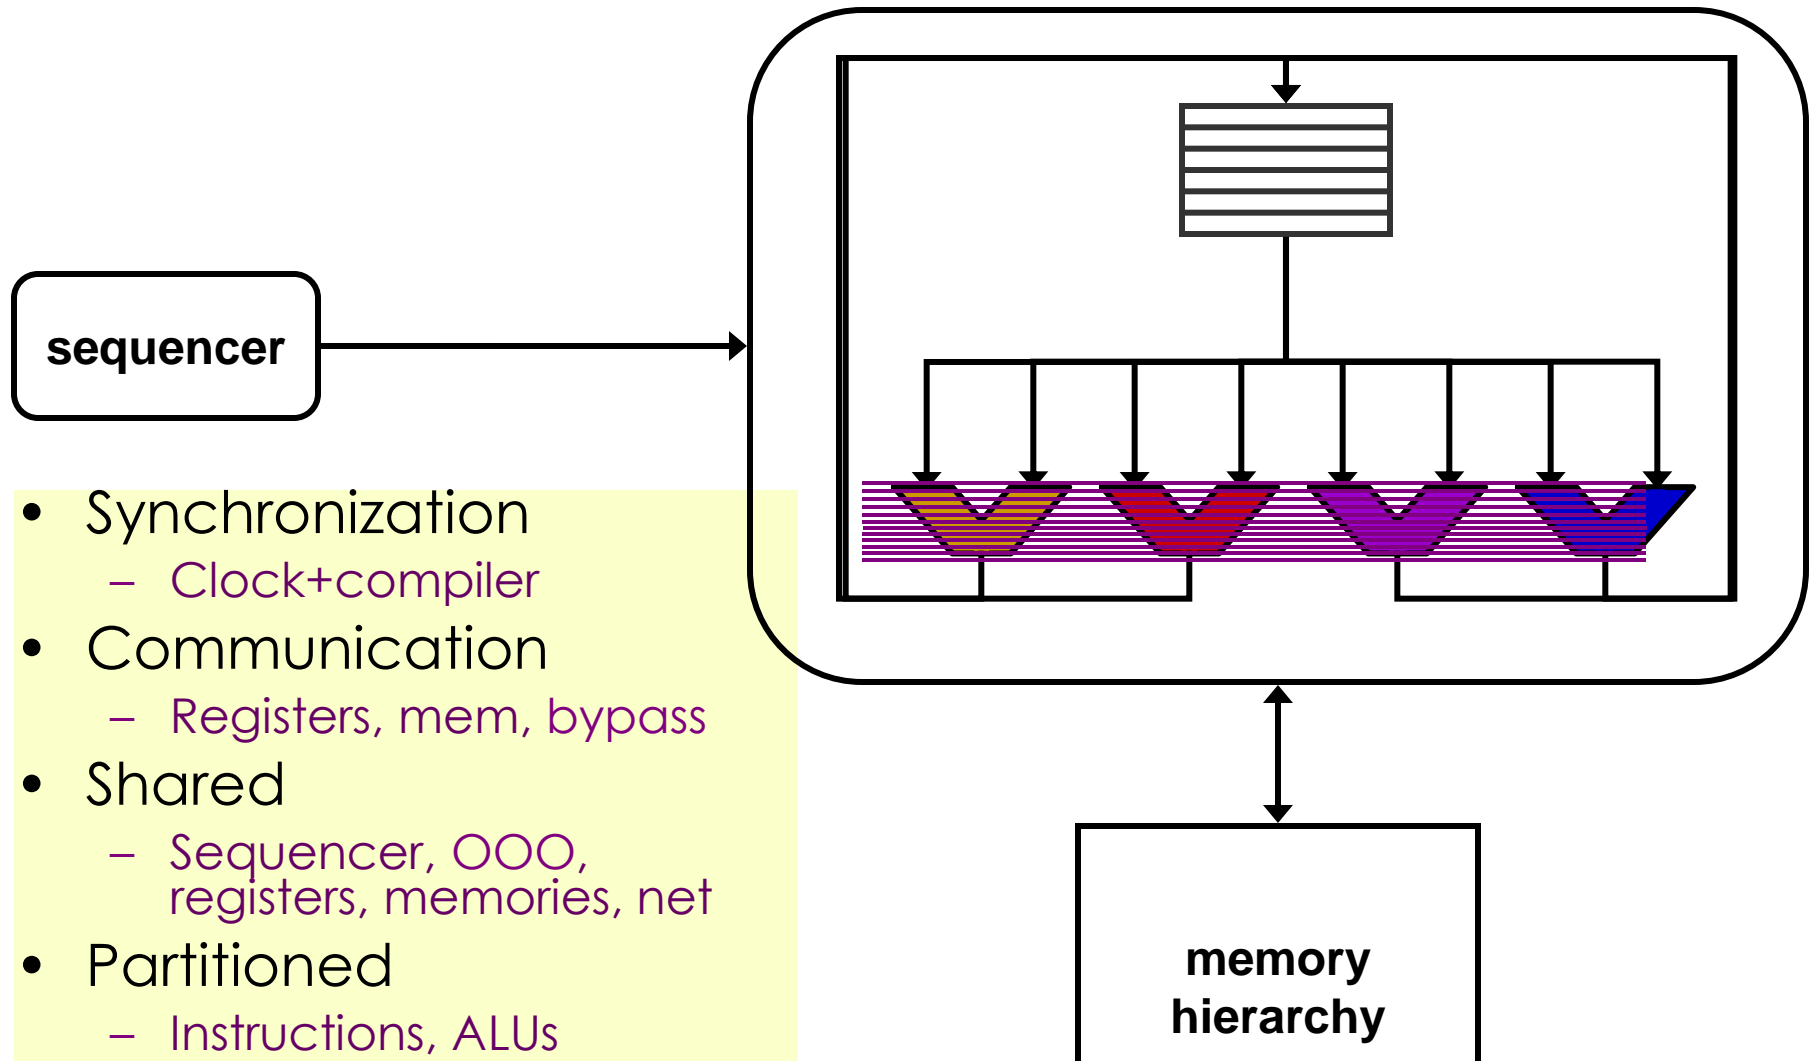 sequencer
• Synchronization
– Clock+compiler
• Communication
– Registers, mem, bypass
• Shared
– Sequencer, OOO,
registers, memories, net
• Partitioned
– Instructions, ALUs
memory
hierarchy